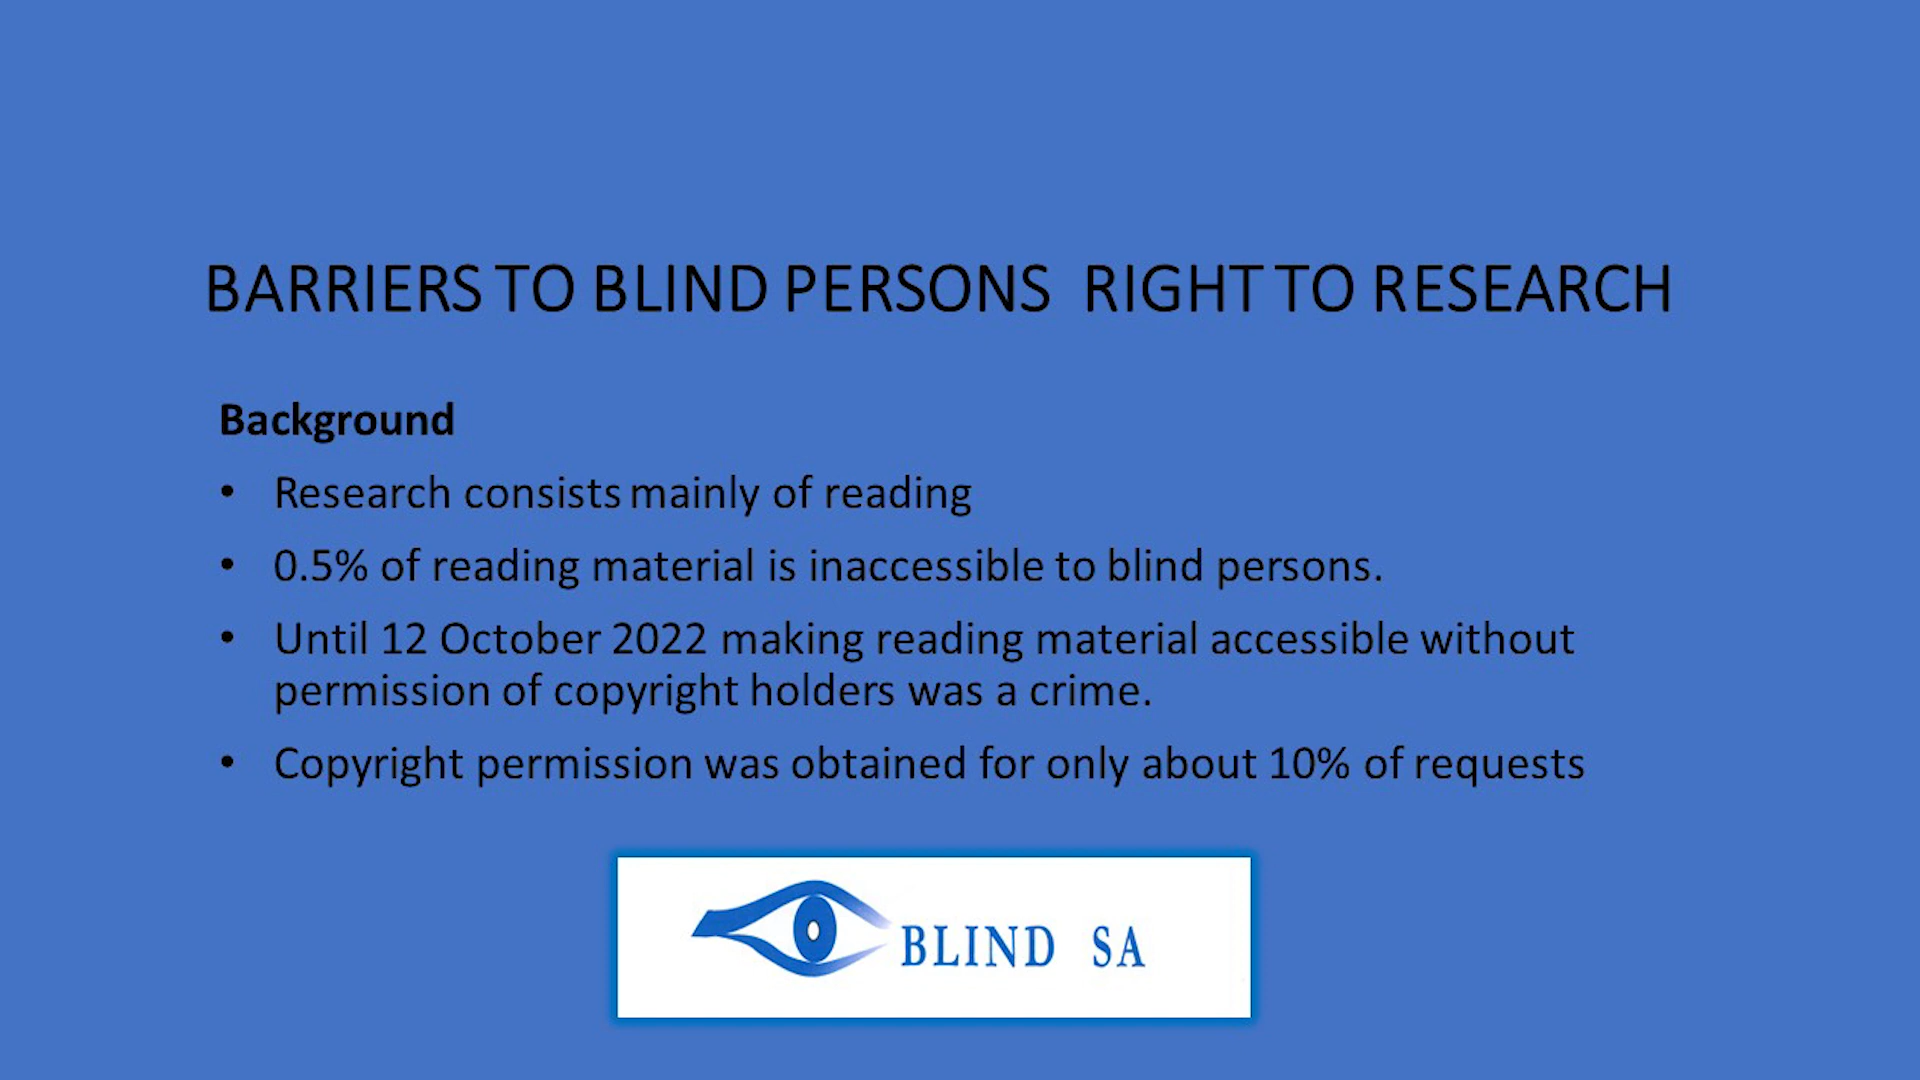 BARRIERS TO BLIND PERSONS RIGHT TO RESEARCH
Background
• Research consists mainly of reading
• 0.5% of reading material is inaccessible to blind persons.
• Until 12 October 2022 making reading material accessible without
permission of copyright holders was a crime.
• Copyright permission was obtained for only about 10% of requests
BLIND SA